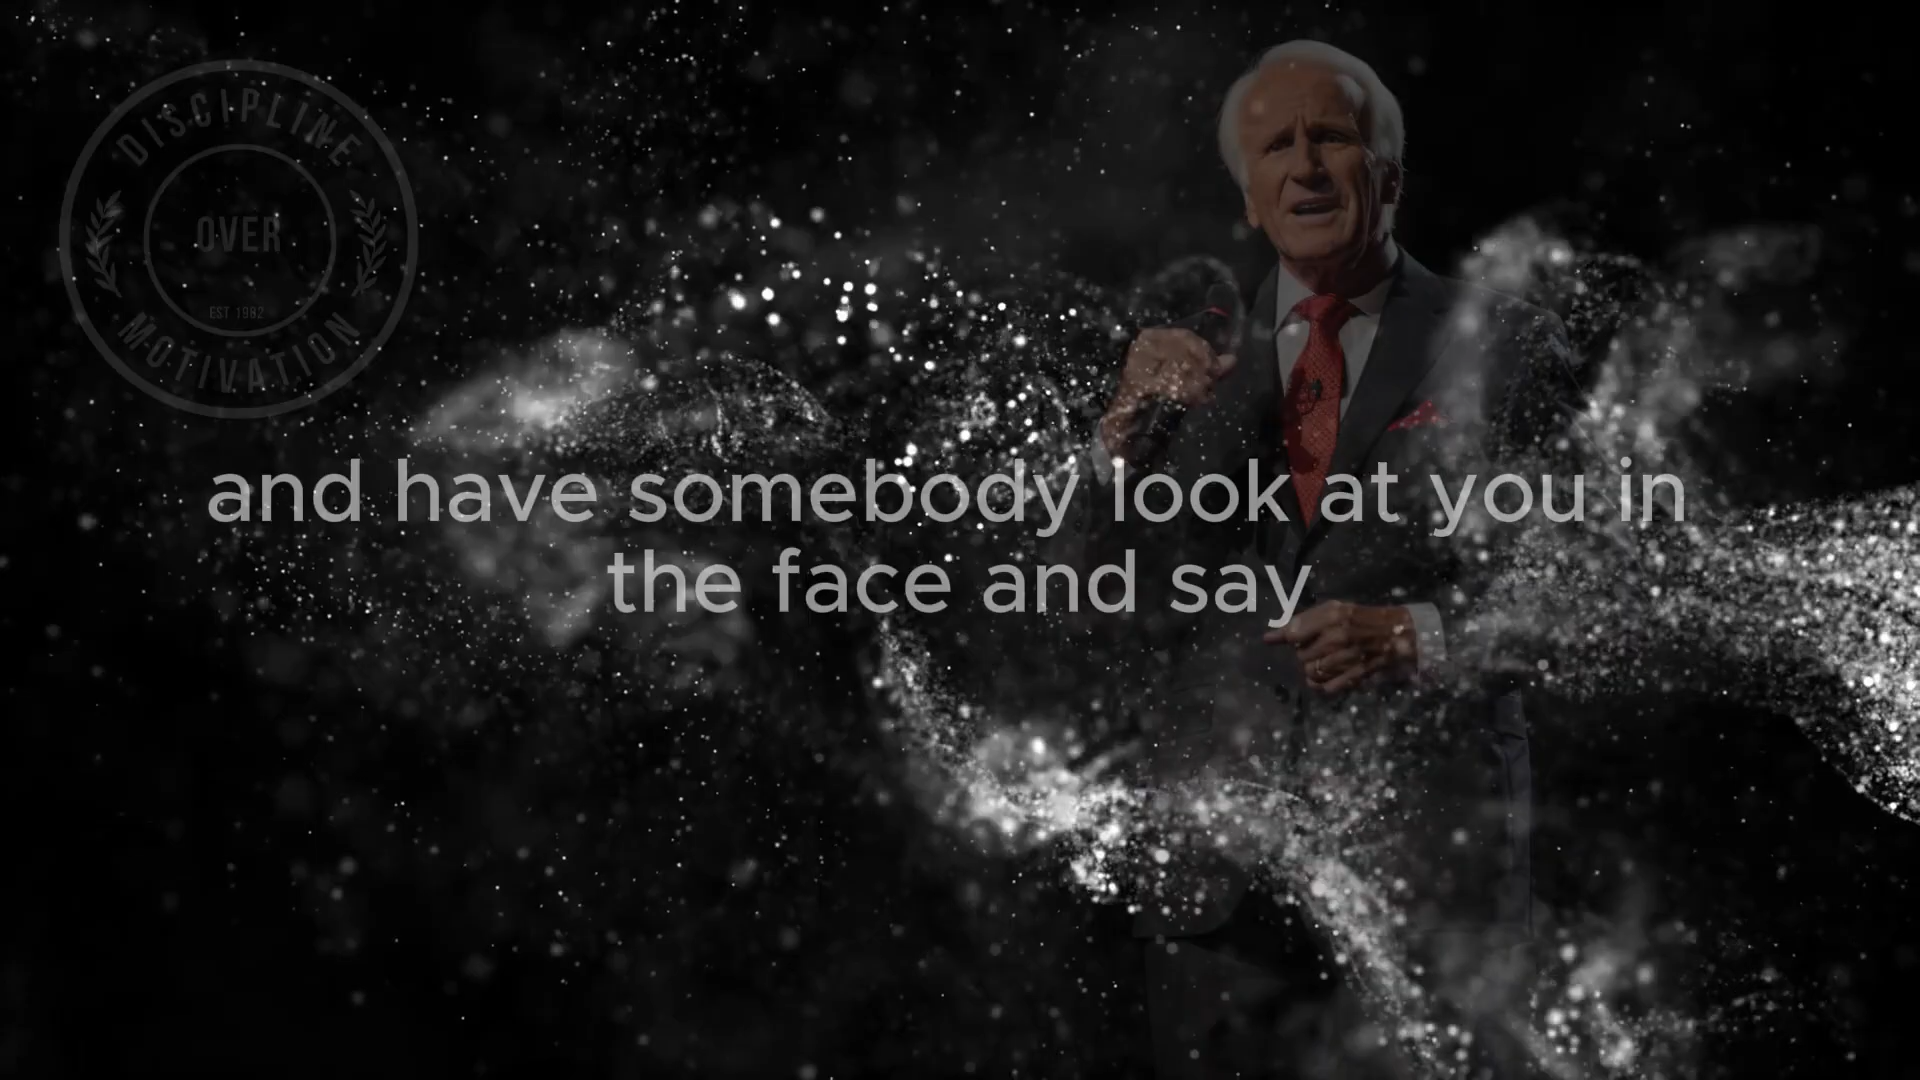 DISCIPLINE
OVER
EST 1982
MOTIVATION
and have somebody look at you in
the face and say